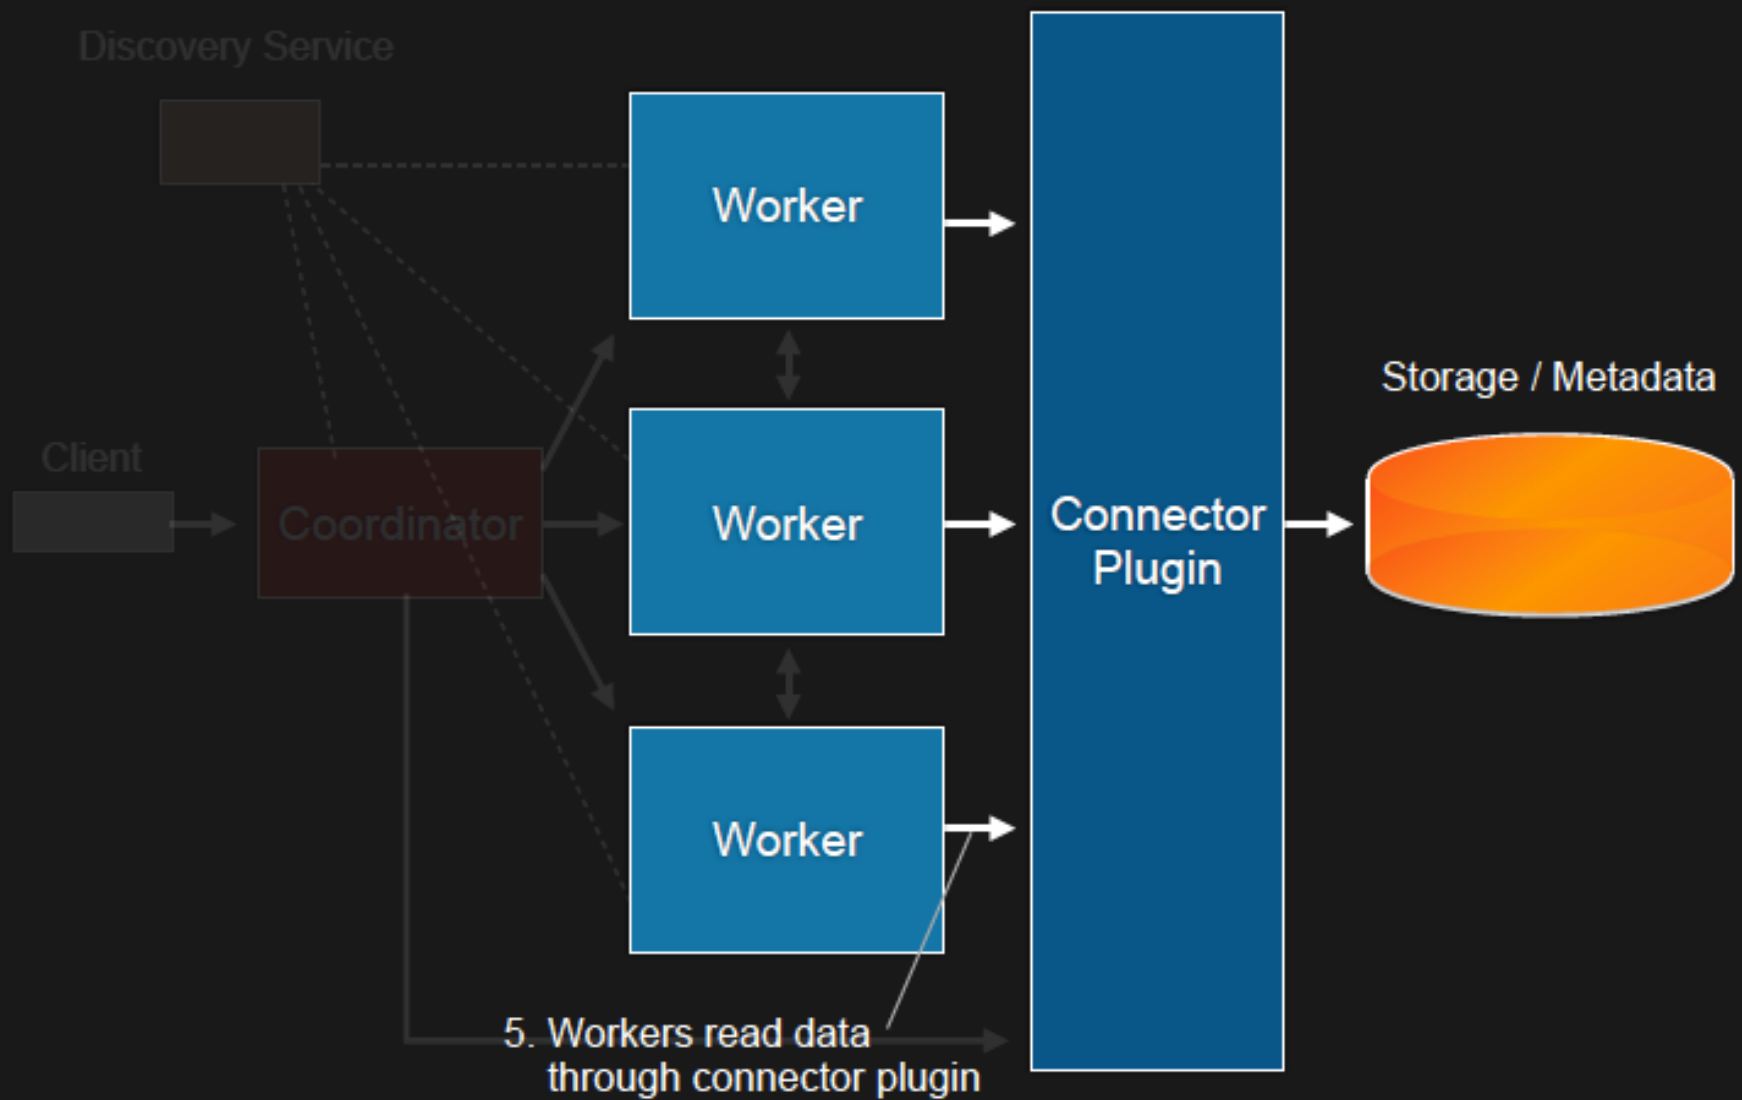 Discovery Service
Worker
Storage / Metadata
Client
Coordinator
Worker
Connector
Plugin
Worker
5. Workers read data
through connector plugin